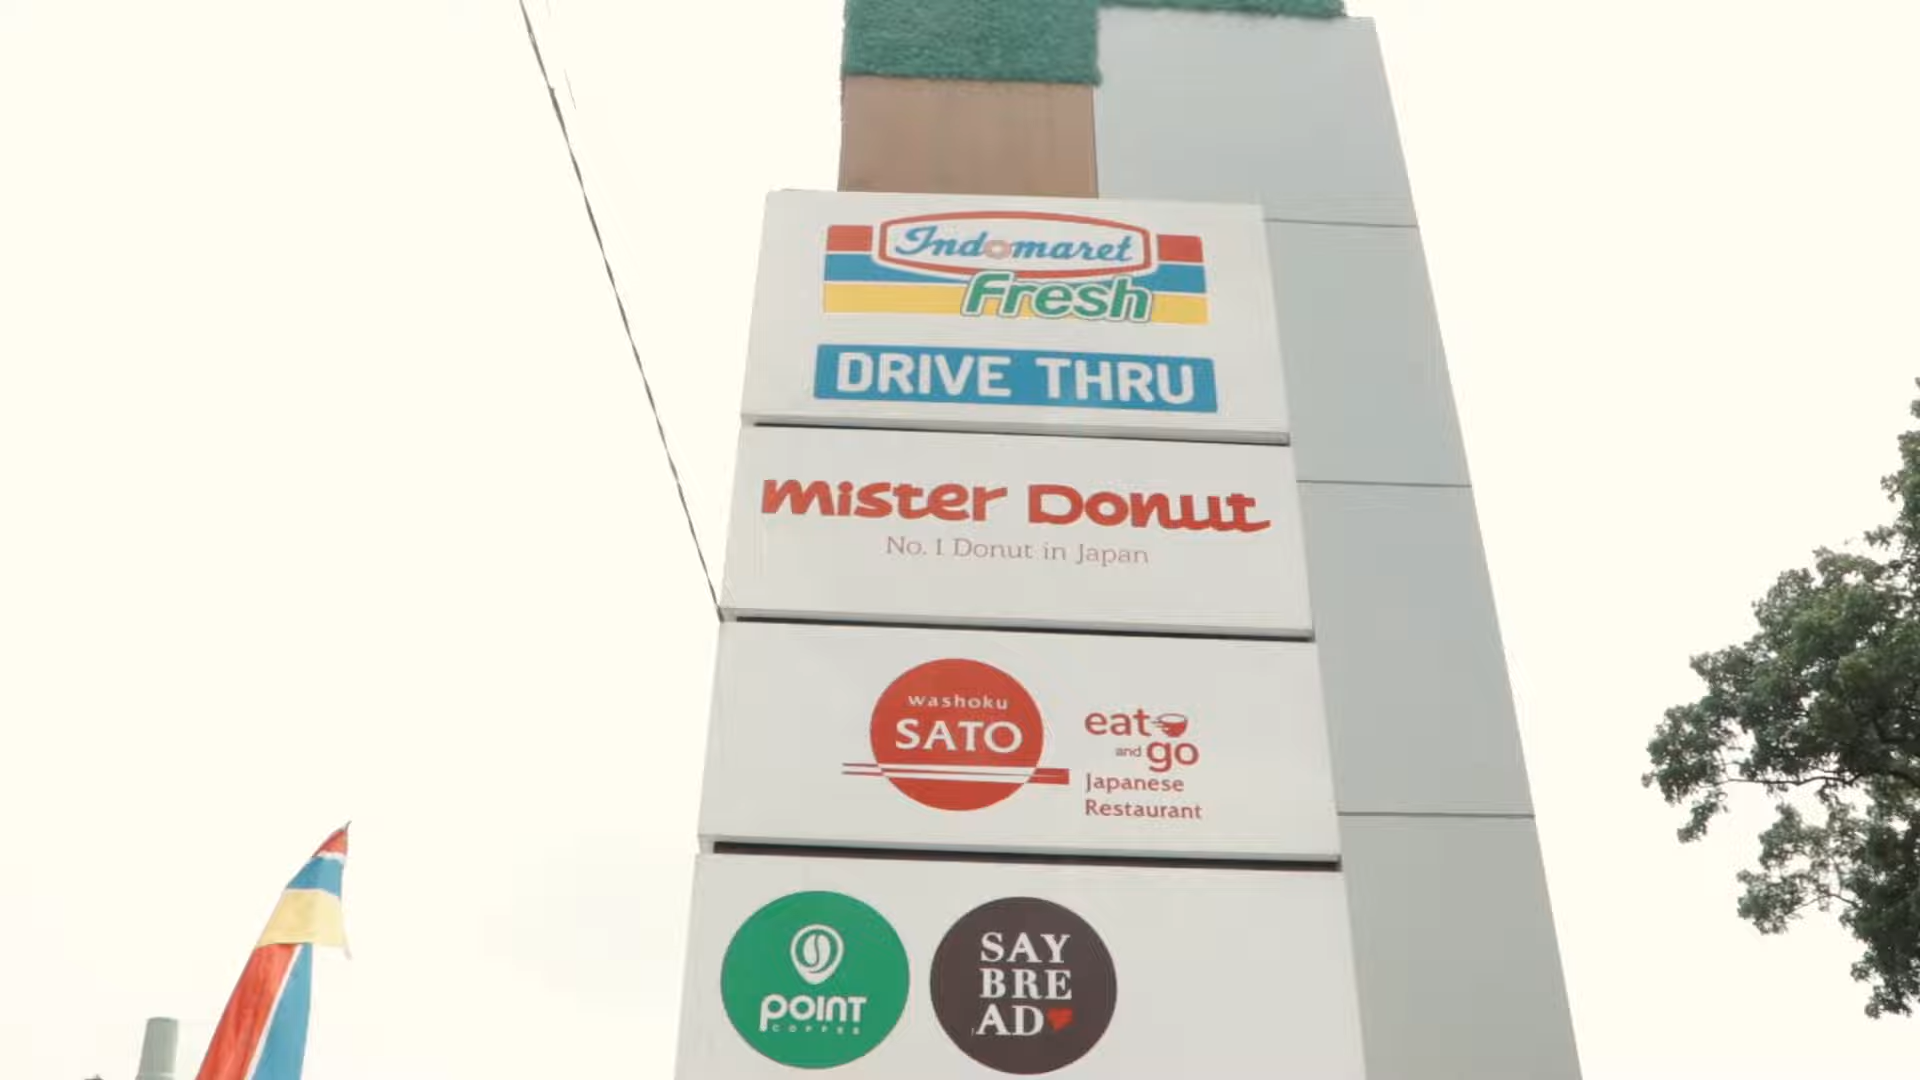 Indomaret
Fresh
DRIVE THRU
mister Donut
No. 1 Donut in Japan
washoku
SATO
eat
and go
Japanese
Restaurant
POINT
COFFEE
SAY
BRE
AD